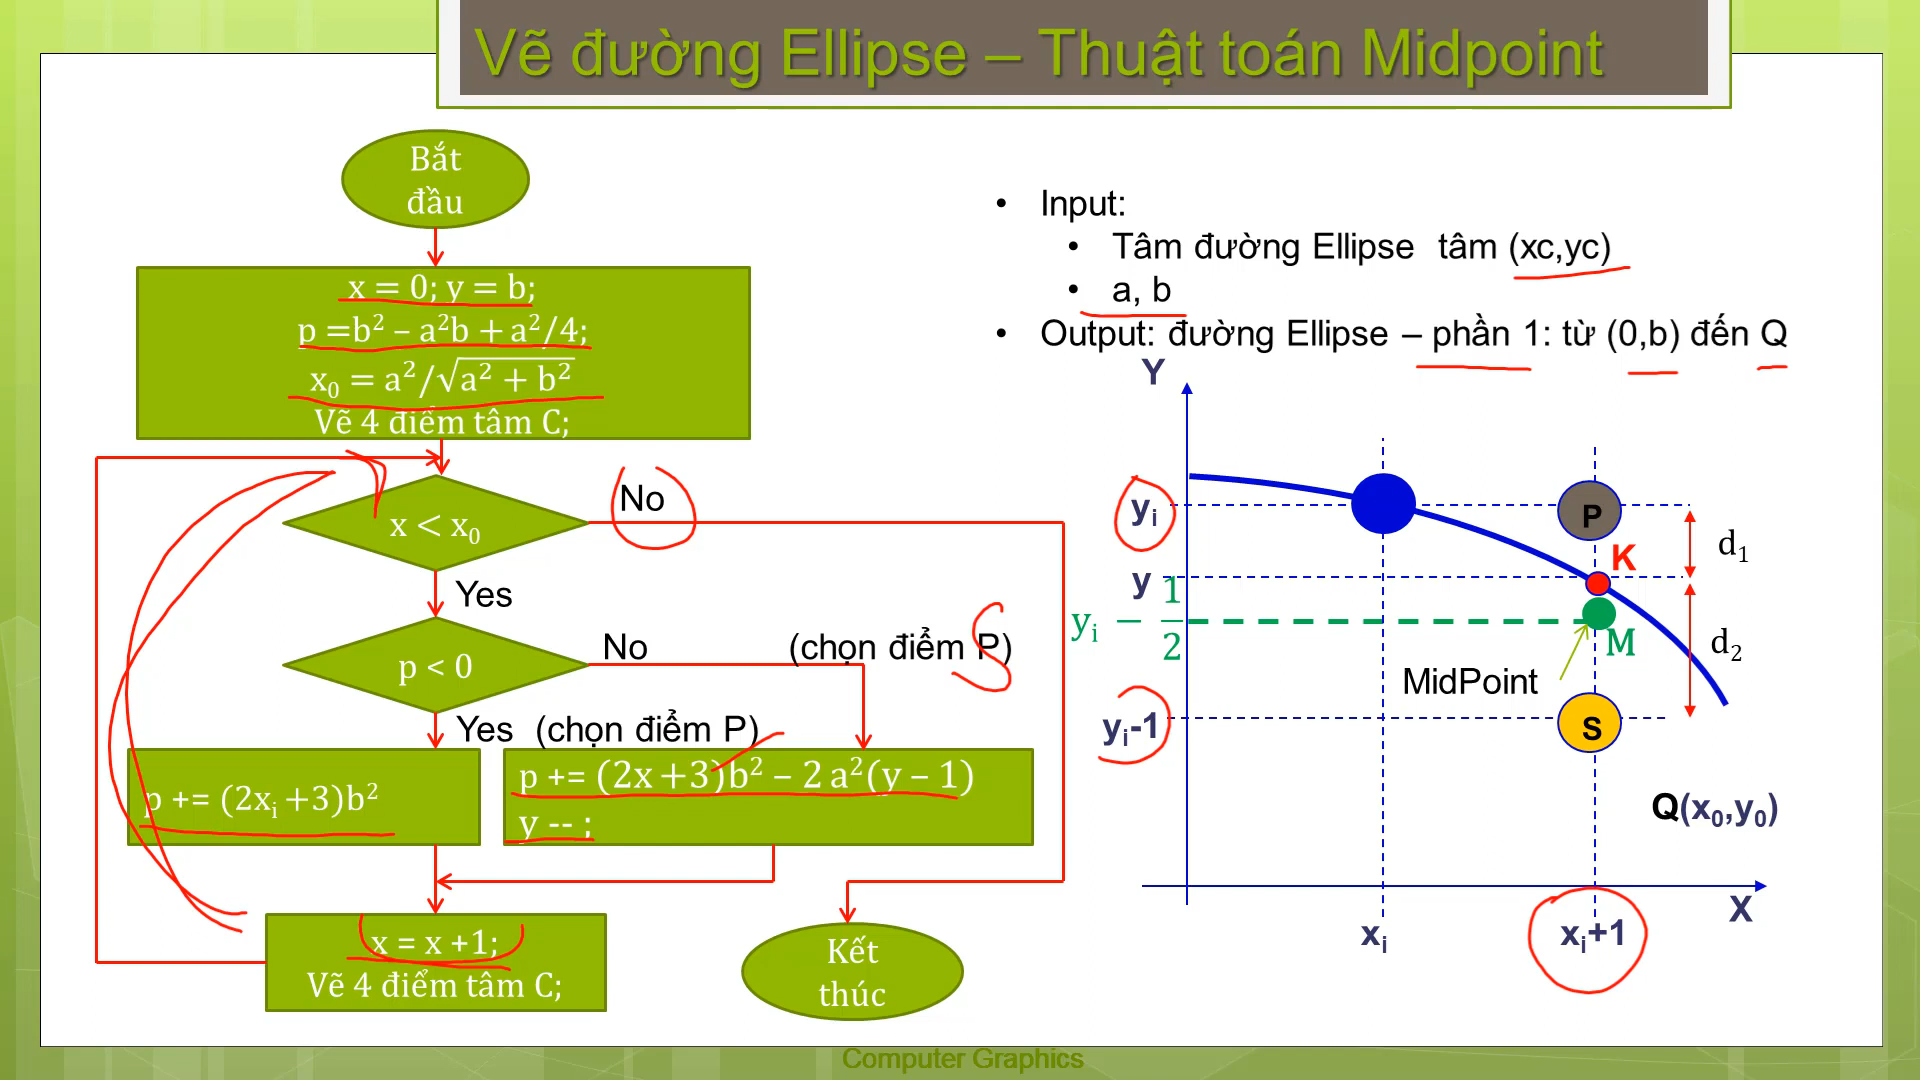 Vẽ đường Ellipse – Thuật toán Midpoint
Bắt
đầu
x = 0; y = b;
p =b² – a²b + a²/4;
x₀ = a²/√(a² + b²)
Vẽ 4 điểm tâm C;
x < x₀
No
Yes
p < 0
No (chọn điểm P)
S
Yes (chọn điểm P)
p += (2xᵢ +3)b²
p += (2x +3)b² – 2 a²(y – 1)
y -- ;
x = x +1;
Vẽ 4 điểm tâm C;
Kết
thúc
• Input:
• Tâm đường Ellipse tâm (xc,yc)
• a, b
• Output: đường Ellipse – phần 1: từ (0,b) đến Q
Y
yᵢ
P
d₁
K
y
yᵢ – 1/2
M
d₂
MidPoint
yᵢ-1
S
Q(x₀,y₀)
X
xᵢ
xᵢ+1
Computer Graphics